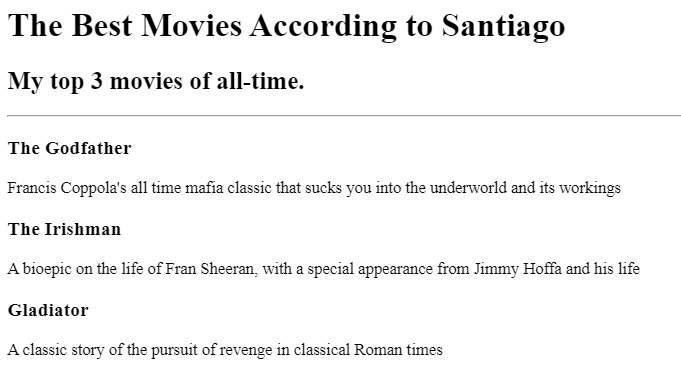 The Best Movies According to Santiago
My top 3 movies of all-time.
The Godfather
Francis Coppola's all time mafia classic that sucks you into the underworld and its workings
The Irishman
A bioepic on the life of Fran Sheeran, with a special appearance from Jimmy Hoffa and his life
Gladiator
A classic story of the pursuit of revenge in classical Roman times